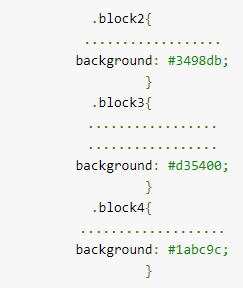 .block2{
..................
background: #3498db;
}
.block3{
.................
.................
background: #d35400;
}
.block4{
...................
background: #1abc9c;
}